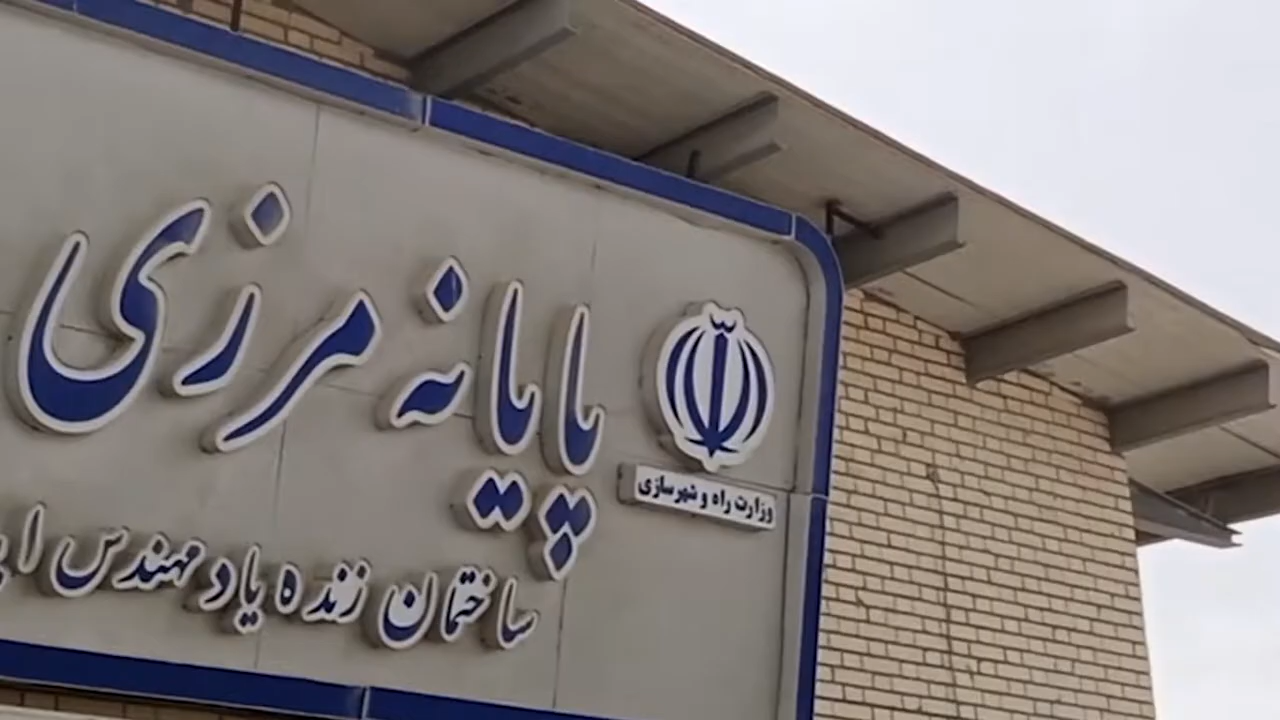 پایانه مرزی
وزارت راه و شهرسازی
ساختمان زنده یاد مهندس